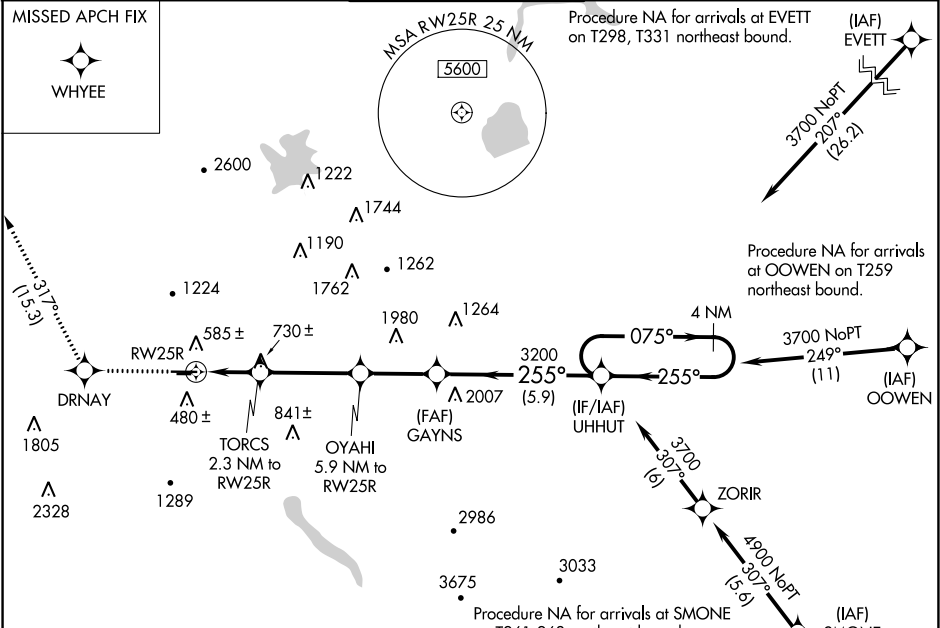 MISSED APCH FIX
WHYEE
MSA RW25R 25 NM
5600
Procedure NA for arrivals at EVETT
on T298, T331 northeast bound.
(IAF)
EVETT
3700 NoPT
207°
(26.2)
2600
1222
1744
1190
1762
1262
1224
Procedure NA for arrivals
at OOWEN on T259
northeast bound.
317°
(15.3)
585 ±
730 ±
1980
1264
4 NM
075°
3700 NoPT
249°
(11)
RW25R
3200
255°
(5.9)
255°
(IAF)
OOWEN
DRNAY
480 ±
841±
2007
(FAF)
GAYNS
(IF/IAF)
UHHUT
1805
TORCS
2.3 NM to
RW25R
OYAHI
5.9 NM to
RW25R
3700
307°
(6)
ZORIR
2328
1289
2986
4900 NoPT
307°
(5.6)
3033
3675
Procedure NA for arrivals at SMONE
(IAF)